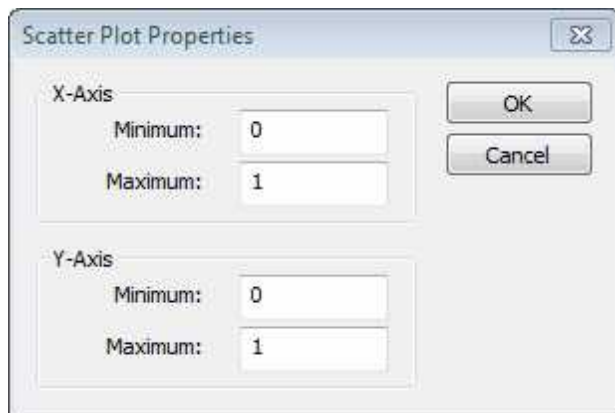 Scatter Plot Properties
X-Axis
Minimum: 0
Maximum: 1
OK
Cancel
Y-Axis
Minimum: 0
Maximum: 1